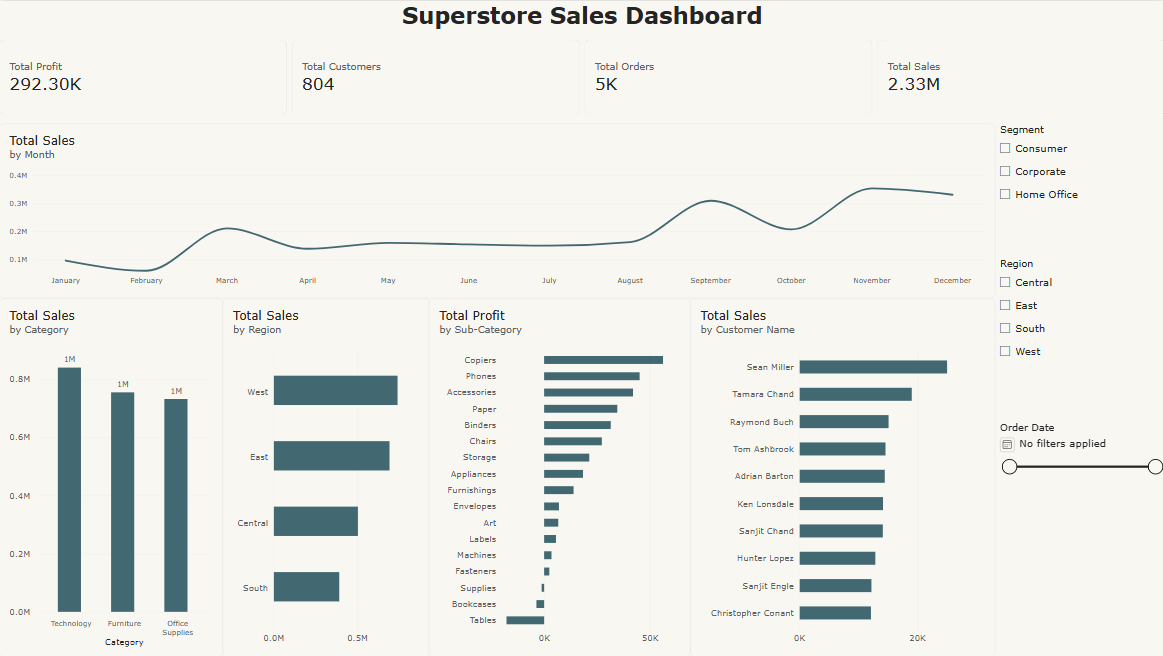 Superstore Sales Dashboard
Total Profit
292.30K
Total Customers
804
Total Orders
5K
Total Sales
2.33M
Total Sales
by Month
0.4M
0.3M
0.2M
0.1M
January February March April May June July August September October November December
Segment
Consumer
Corporate
Home Office
Region
Central
East
South
West
Order Date
No filters applied
Total Sales
by Category
1M
1M
1M
0.8M
0.6M
0.4M
0.2M
0.0M
Technology Furniture Office
Supplies
Category
Total Sales
by Region
West
East
Central
South
0.0M 0.5M
Total Profit
by Sub-Category
Copiers
Phones
Accessories
Paper
Binders
Chairs
Storage
Appliances
Furnishings
Envelopes
Art
Labels
Machines
Fasteners
Supplies
Bookcases
Tables
0K 50K
Total Sales
by Customer Name
Sean Miller
Tamara Chand
Raymond Buch
Tom Ashbrook
Adrian Barton
Ken Lonsdale
Sanjit Chand
Hunter Lopez
Sanjit Engle
Christopher Conant
0K 20K